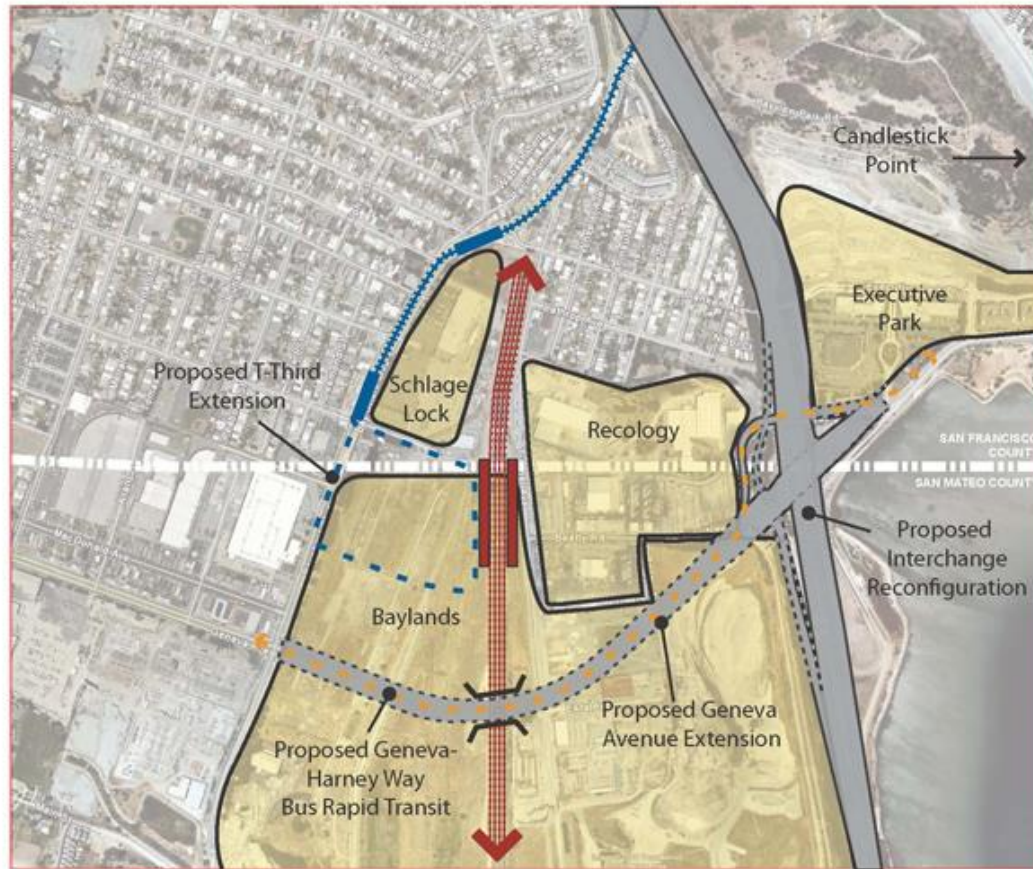 Candlestick
Point
Executive
Park
Proposed T-Third
Extension
Schlage
Lock
Recology
SAN FRANCISCO
COUNTY
SAN MATEO COUNTY
Proposed
Interchange
Reconfiguration
Baylands
Proposed Geneva
Avenue Extension
Proposed Geneva-
Harney Way
Bus Rapid Transit